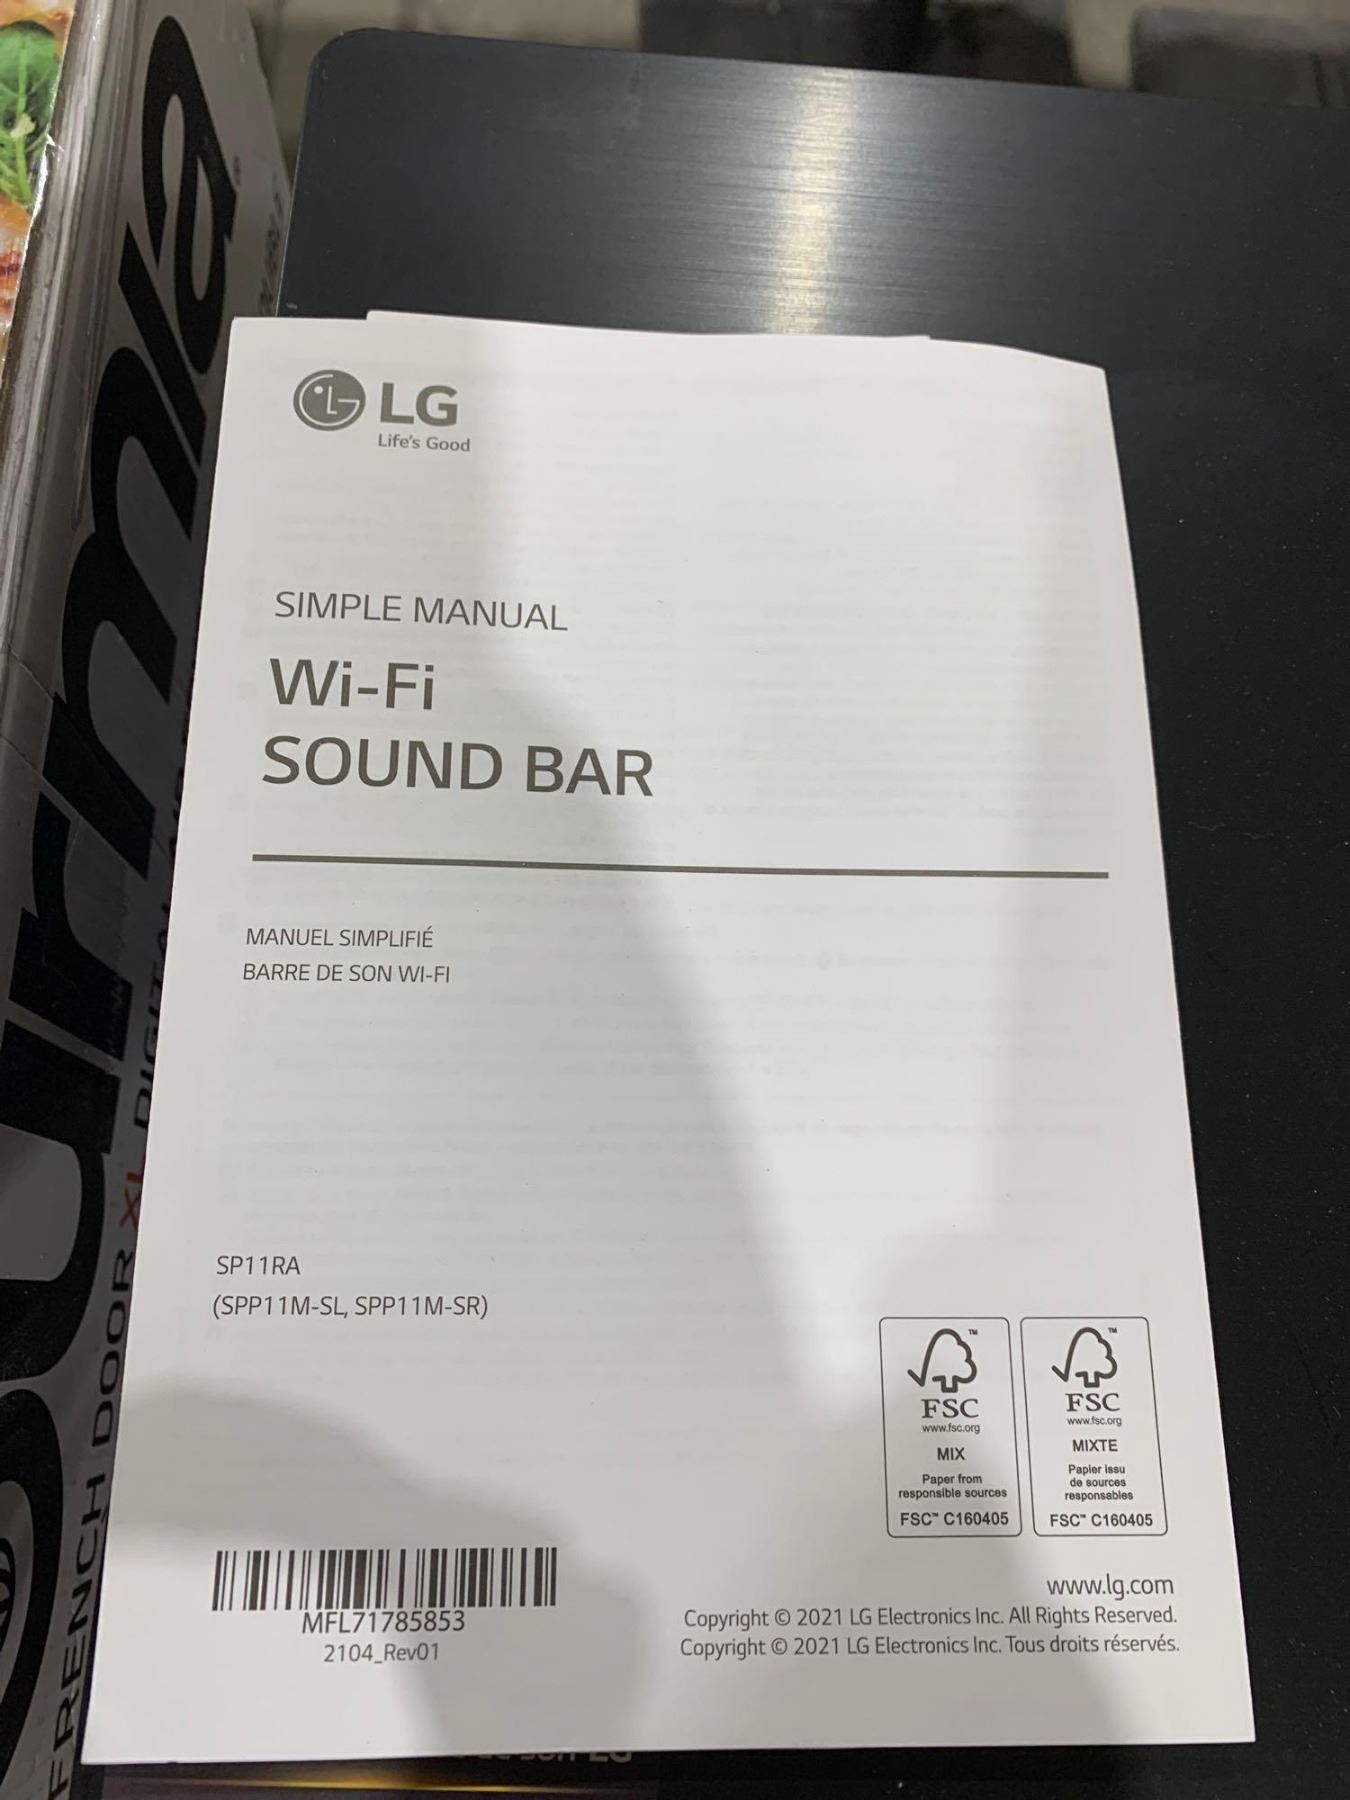 LG
Life's Good
SIMPLE MANUAL
Wi-Fi
SOUND BAR
MANUEL SIMPLIFIÉ
BARRE DE SON WI-FI
SP11RA
(SPP11M-SL, SPP11M-SR)
FSC
www.fsc.org
MIX
Paper from
responsible sources
FSC™ C160405
FSC
www.fsc.org
MIXTE
Papier issu
de sources
responsables
FSC™ C160405
MFL71785853
2104_Rev01
www.lg.com
Copyright © 2021 LG Electronics Inc. All Rights Reserved.
Copyright © 2021 LG Electronics Inc. Tous droits réservés.
FRENCH DOOR XL DIGITAL